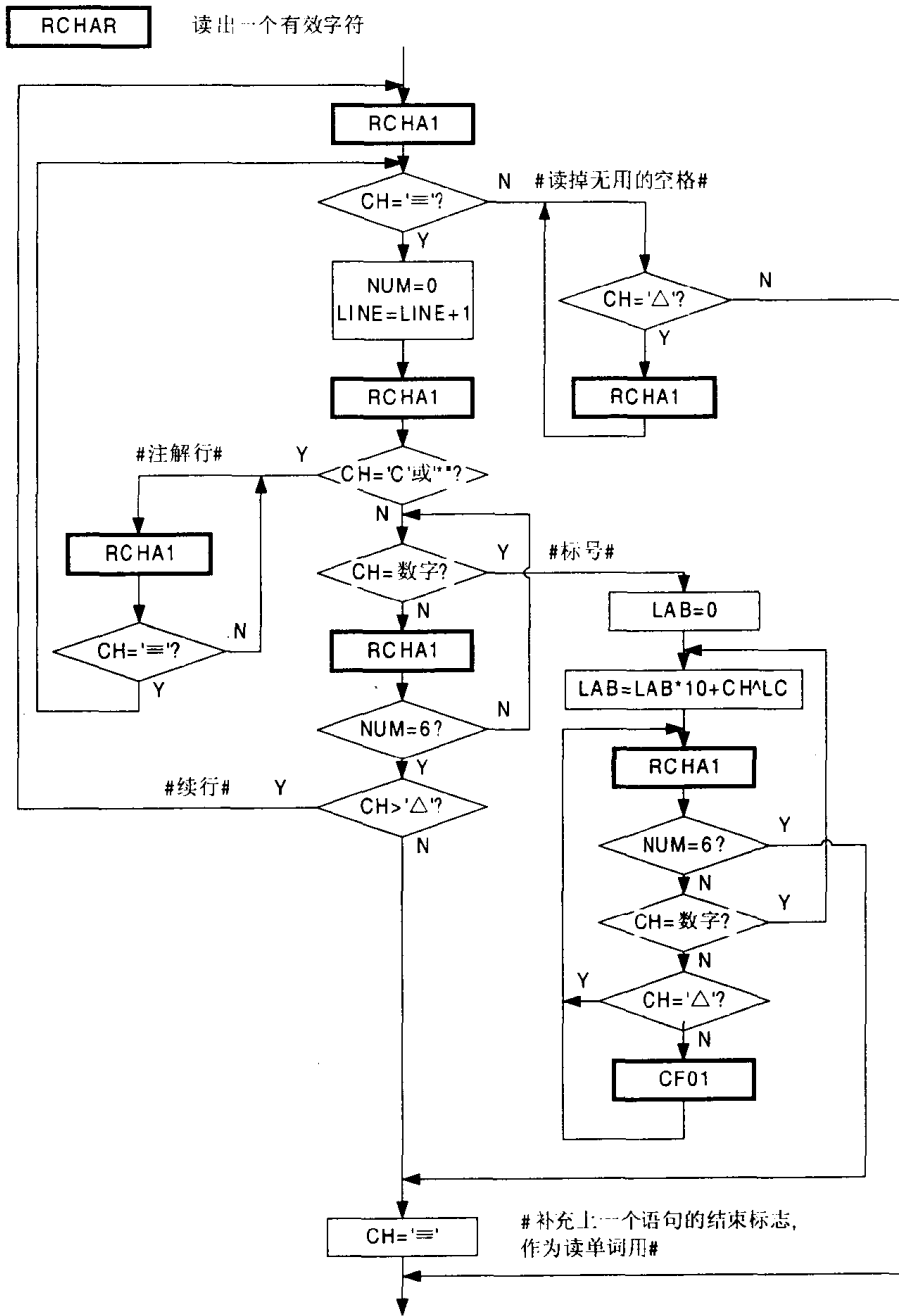 RCHAR 读出一个有效字符
RCHA1
CH='≡'?
N
#读掉无用的空格#
Y
NUM=0
LINE=LINE+1
CH='△'?
N
Y
RCHA1
RCHA1
#注解行#
Y
CH='C'或'*'?
N
RCHA1
CH=数字?
Y
#标号#
N
LAB=0
CH='≡'?
N
Y
RCHA1
LAB=LAB*10+CH^LC
NUM=6?
N
Y
RCHA1
#续行#
Y
CH>'△'?
N
NUM=6?
Y
N
CH=数字?
Y
N
Y
CH='△'?
N
CF01
CH='≡'
#补充上一个语句的结束标志,
作为读单词用#